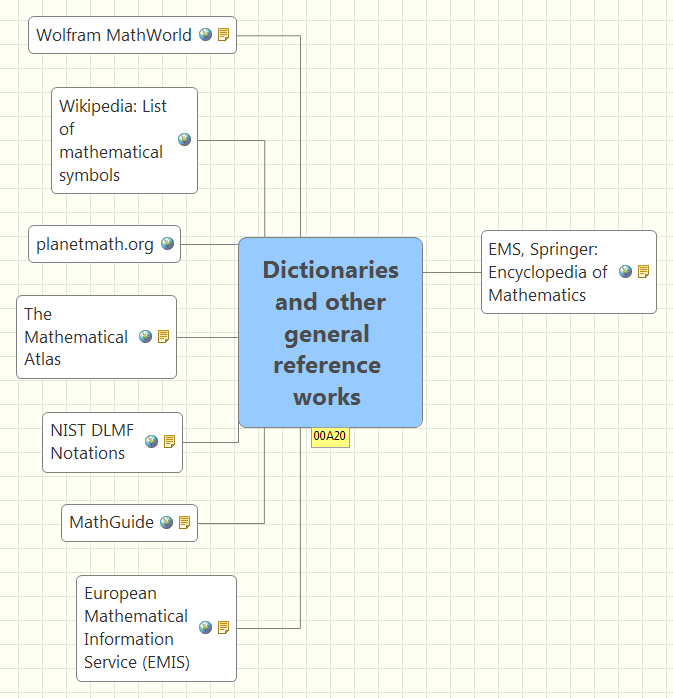 Wolfram MathWorld
Wikipedia: List
of
mathematical
symbols
planetmath.org
The
Mathematical
Atlas
NIST DLMF
Notations
MathGuide
European
Mathematical
Information
Service (EMIS)
Dictionaries
and other
general
reference
works
00A20
EMS, Springer:
Encyclopedia of
Mathematics